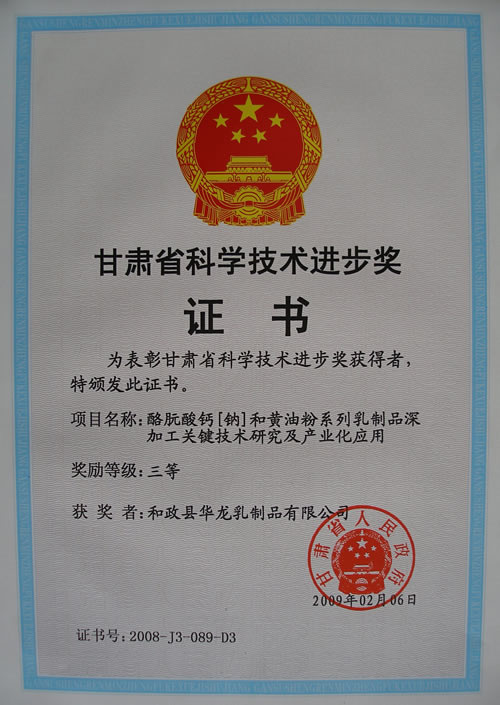 GANSUSHENGRENMINZHENGFUKEXUEJISHUJIANG
甘肃省科学技术进步奖
证 书
为表彰甘肃省科学技术进步奖获得者，
特颁发此证书。
项目名称：酪朊酸钙[钠]和黄油粉系列乳制品深
加工关键技术研究及产业化应用
奖励等级：三等
获 奖 者：和政县华龙乳制品有限公司
甘肃省人民政府
2009年02月06日
证书号：2008-J3-089-D3